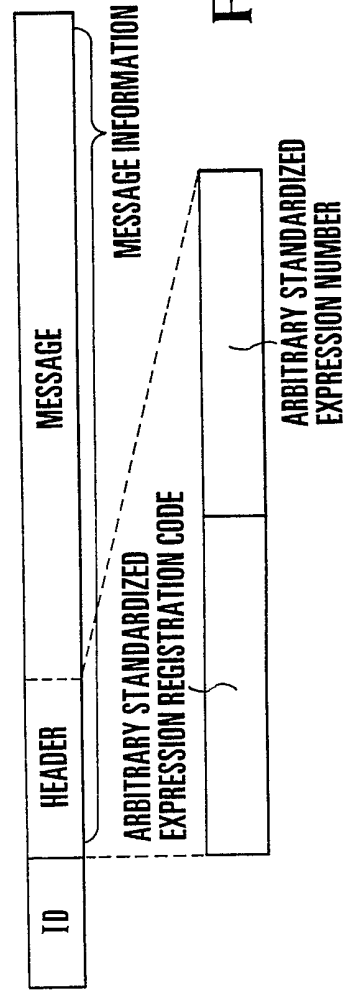 ID
HEADER
MESSAGE
MESSAGE INFORMATION
ARBITRARY STANDARDIZED
EXPRESSION REGISTRATION CODE
ARBITRARY STANDARDIZED
EXPRESSION NUMBER